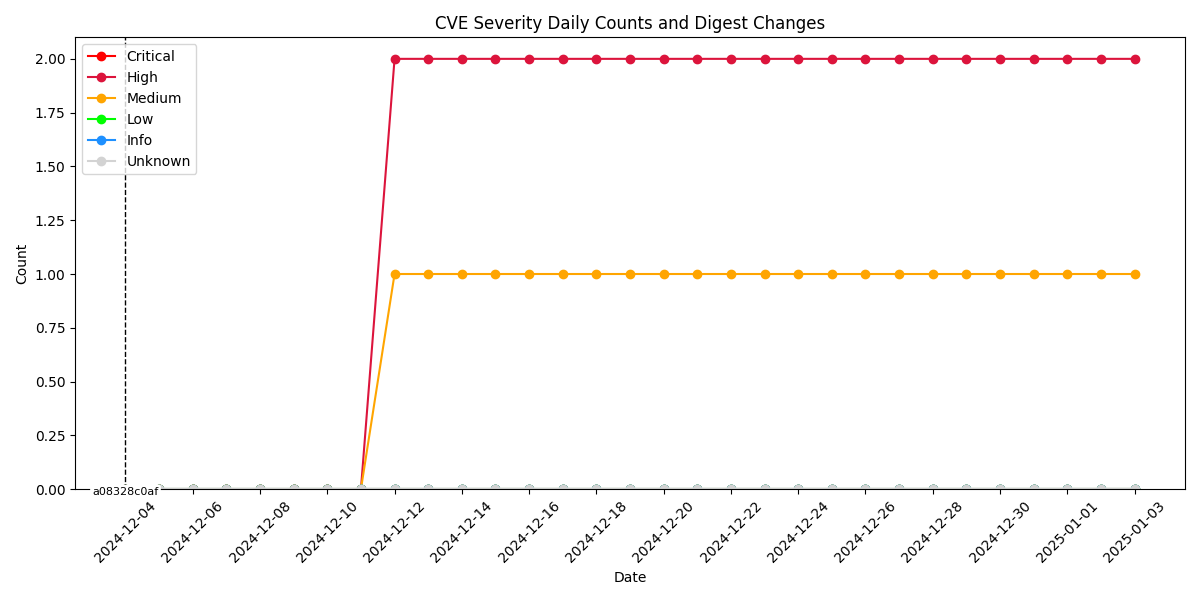 CVE Severity Daily Counts and Digest Changes
Critical
High
Medium
Low
Info
Unknown
Count
2.00
1.75
1.50
1.25
1.00
0.75
0.50
0.25
0.00
a08328c0af
2024-12-04
2024-12-06
2024-12-08
2024-12-10
2024-12-12
2024-12-14
2024-12-16
2024-12-18
2024-12-20
2024-12-22
2024-12-24
2024-12-26
2024-12-28
2024-12-30
2025-01-01
2025-01-03
Date